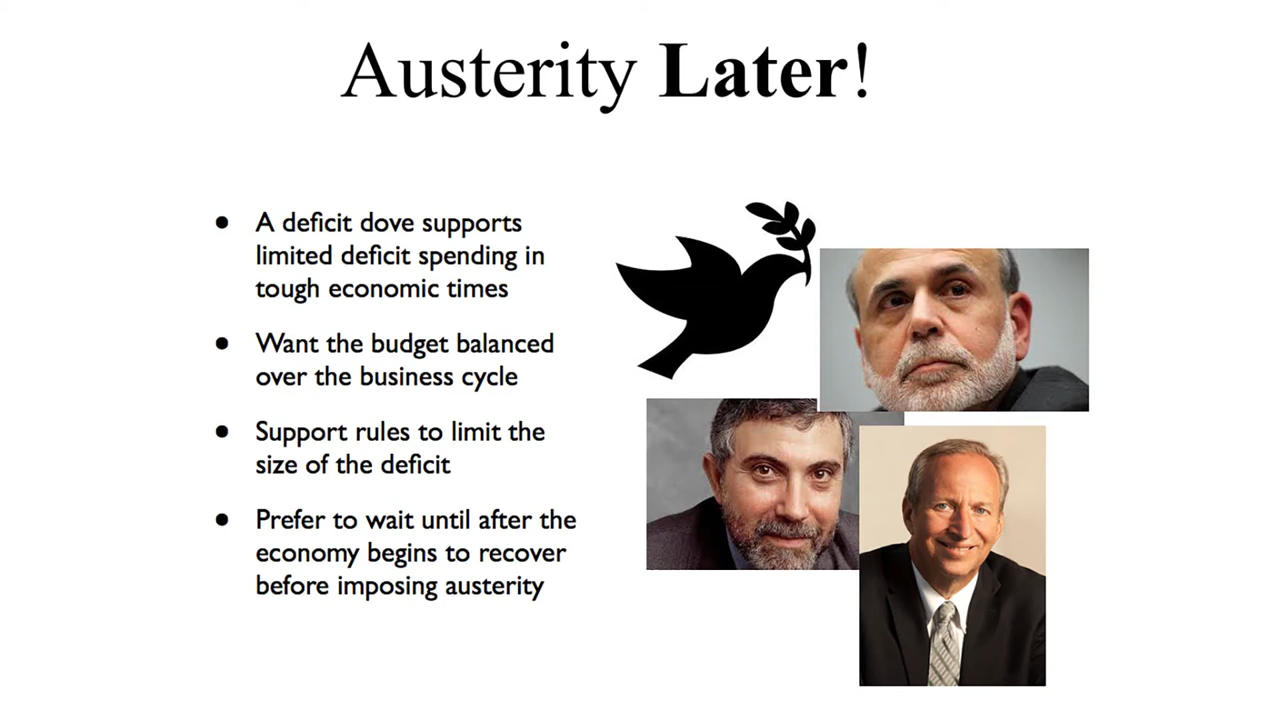 Austerity Later!
• A deficit dove supports
limited deficit spending in
tough economic times
• Want the budget balanced
over the business cycle
• Support rules to limit the
size of the deficit
• Prefer to wait until after the
economy begins to recover
before imposing austerity